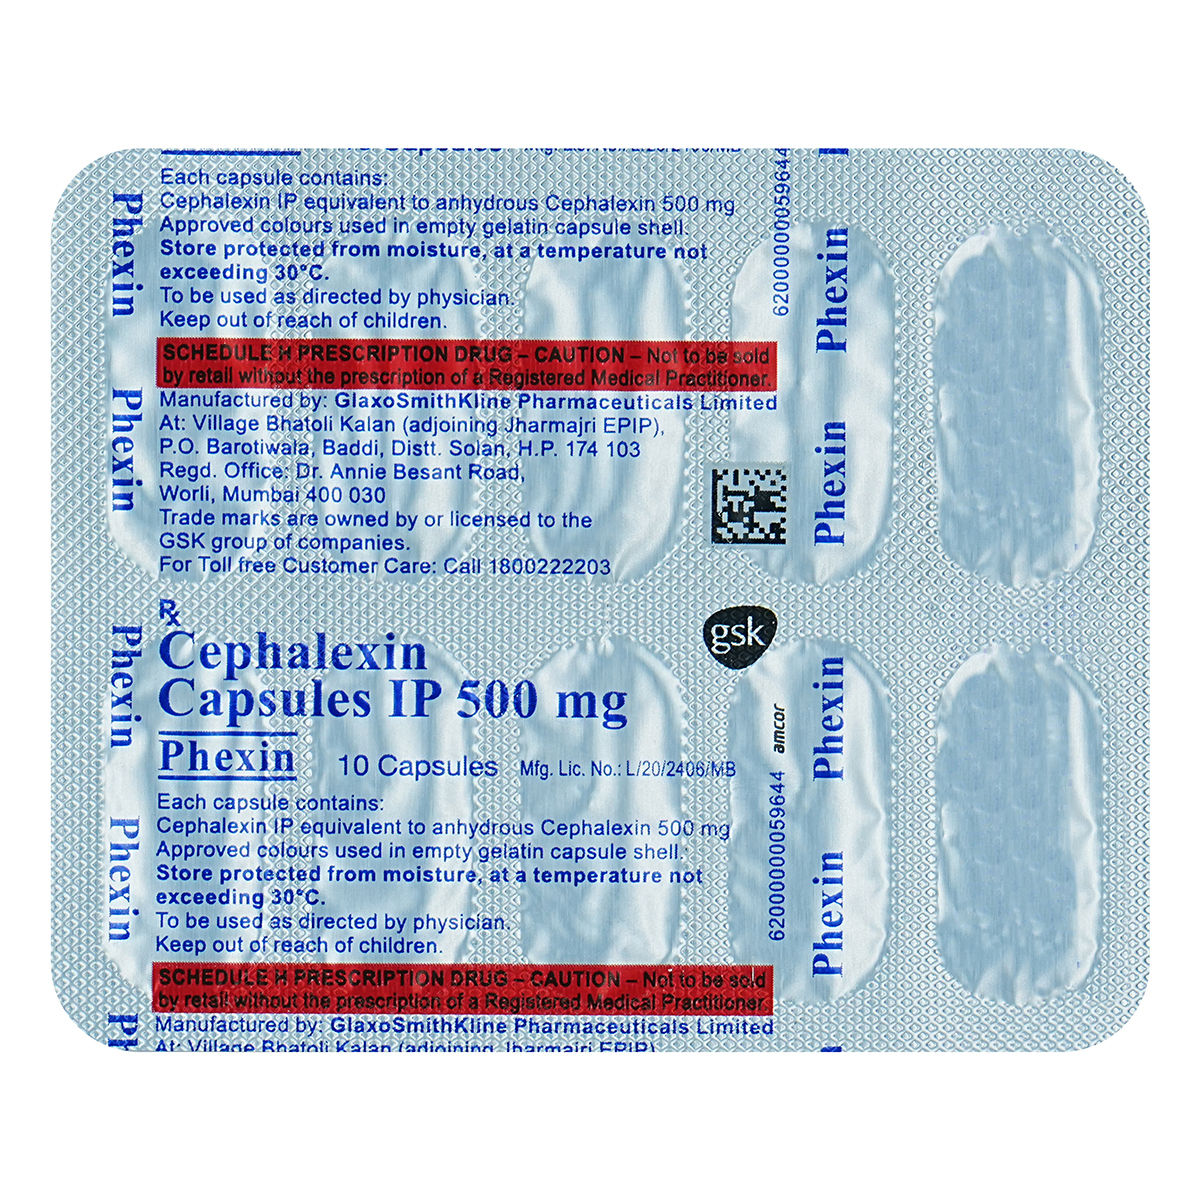 Each capsule contains:
Cephalexin IP equivalent to anhydrous Cephalexin 500 mg
Approved colours used in empty gelatin capsule shell.
Store protected from moisture, at a temperature not
exceeding 30°C.
To be used as directed by physician.
Keep out of reach of children.
SCHEDULE H PRESCRIPTION DRUG – CAUTION – Not to be sold
by retail without the prescription of a Registered Medical Practitioner.
Manufactured by: GlaxoSmithKline Pharmaceuticals Limited
At: Village Bhatoli Kalan (adjoining Jharmajri EPIP),
P.O. Barotiwala, Baddi, Distt. Solan, H.P. 174 103
Regd. Office: Dr. Annie Besant Road,
Worli, Mumbai 400 030
Trade marks are owned by or licensed to the
GSK group of companies.
For Toll free Customer Care: Call 1800222203
Phexin
Phexin
62000000059644
Phexin
Phexin
gsk
Rx
Cephalexin
Capsules IP 500 mg
Phexin 10 Capsules Mfg. Lic. No.: L/20/2406/MB
Each capsule contains:
Cephalexin IP equivalent to anhydrous Cephalexin 500 mg
Approved colours used in empty gelatin capsule shell.
Store protected from moisture, at a temperature not
exceeding 30°C.
To be used as directed by physician.
Keep out of reach of children.
SCHEDULE H PRESCRIPTION DRUG – CAUTION – Not to be sold
by retail without the prescription of a Registered Medical Practitioner.
Manufactured by: GlaxoSmithKline Pharmaceuticals Limited
At: Village Bhatoli Kalan (adjoining Jharmajri EPIP)
Phexin
Phexin
amcor
62000000059644
Phexin
Phexin